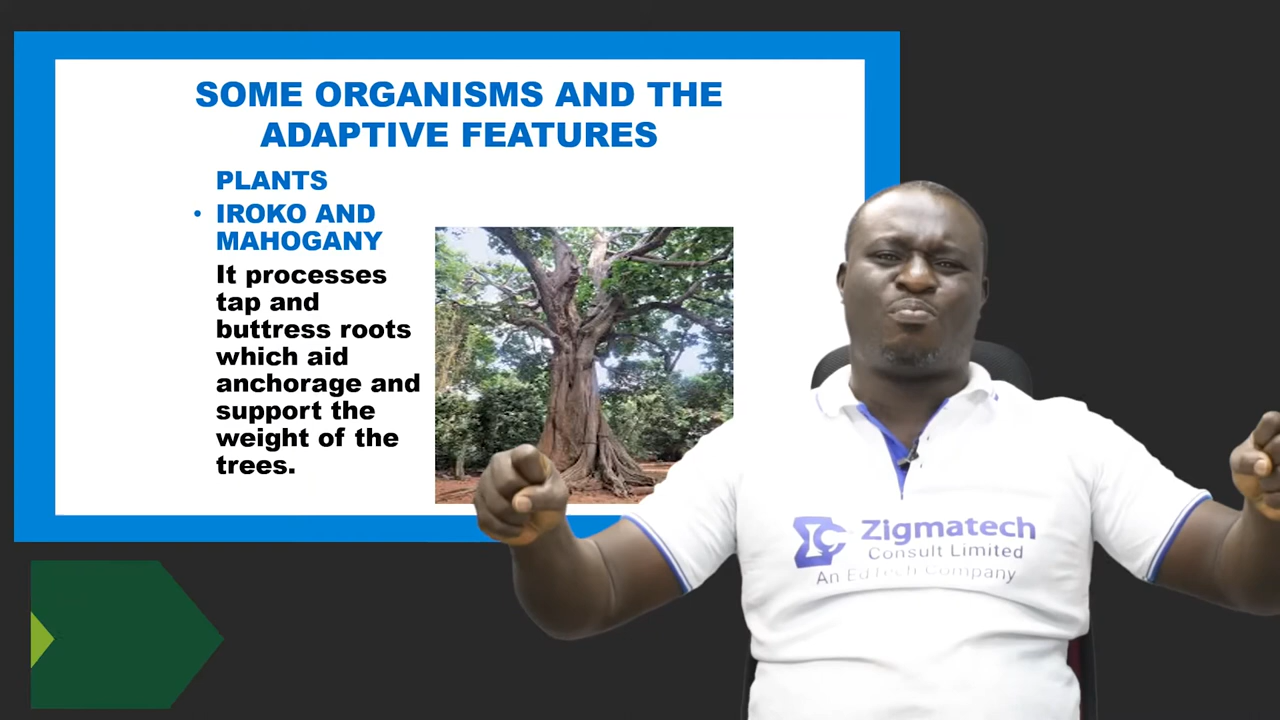 SOME ORGANISMS AND THE
ADAPTIVE FEATURES
PLANTS
• IROKO AND
MAHOGANY
It processes
tap and
buttress roots
which aid
anchorage and
support the
weight of the
trees.
Zigmatech
Consult Limited
An EdTech Company